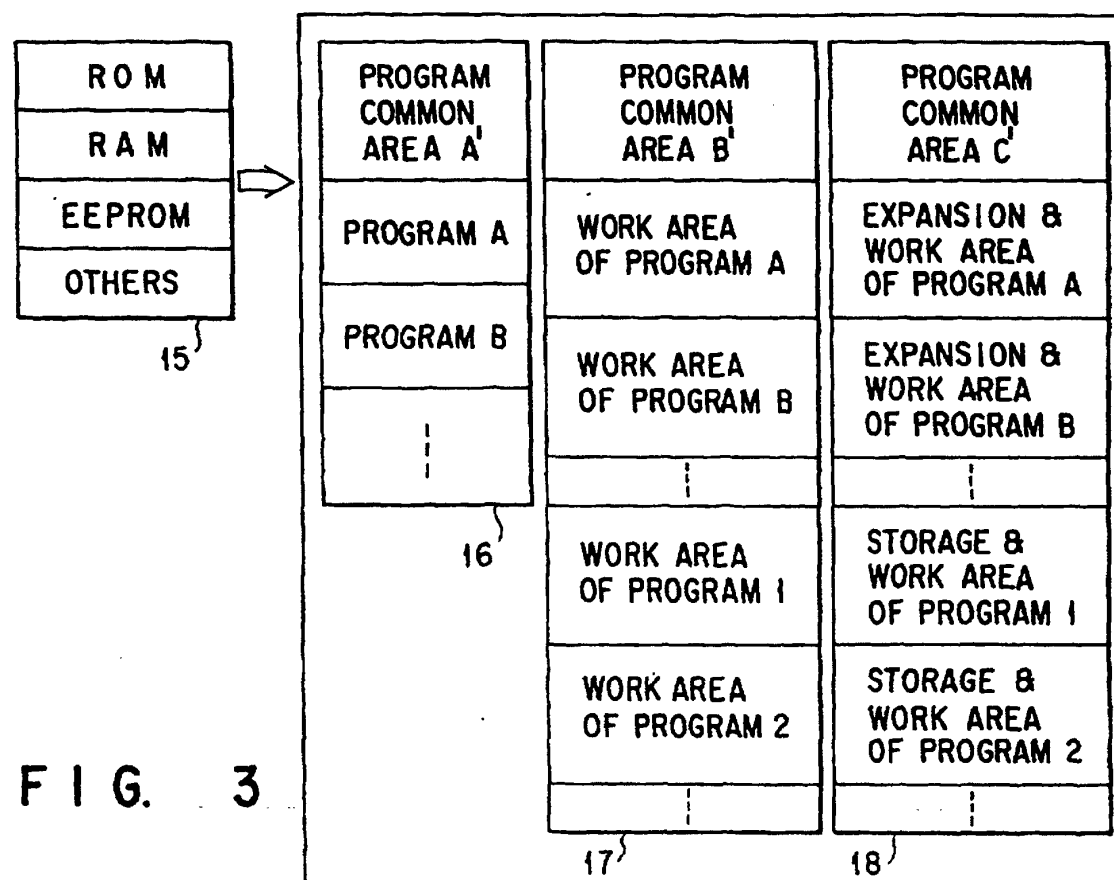 ROM
RAM
EEPROM
OTHERS
15
PROGRAM
COMMON
AREA A'
PROGRAM A
PROGRAM B
16
PROGRAM
COMMON
AREA B'
WORK AREA
OF PROGRAM A
WORK AREA
OF PROGRAM B
WORK AREA
OF PROGRAM 1
WORK AREA
OF PROGRAM 2
17
PROGRAM
COMMON
AREA C'
EXPANSION &
WORK AREA
OF PROGRAM A
EXPANSION &
WORK AREA
OF PROGRAM B
STORAGE &
WORK AREA
OF PROGRAM 1
STORAGE &
WORK AREA
OF PROGRAM 2
18
FIG. 3